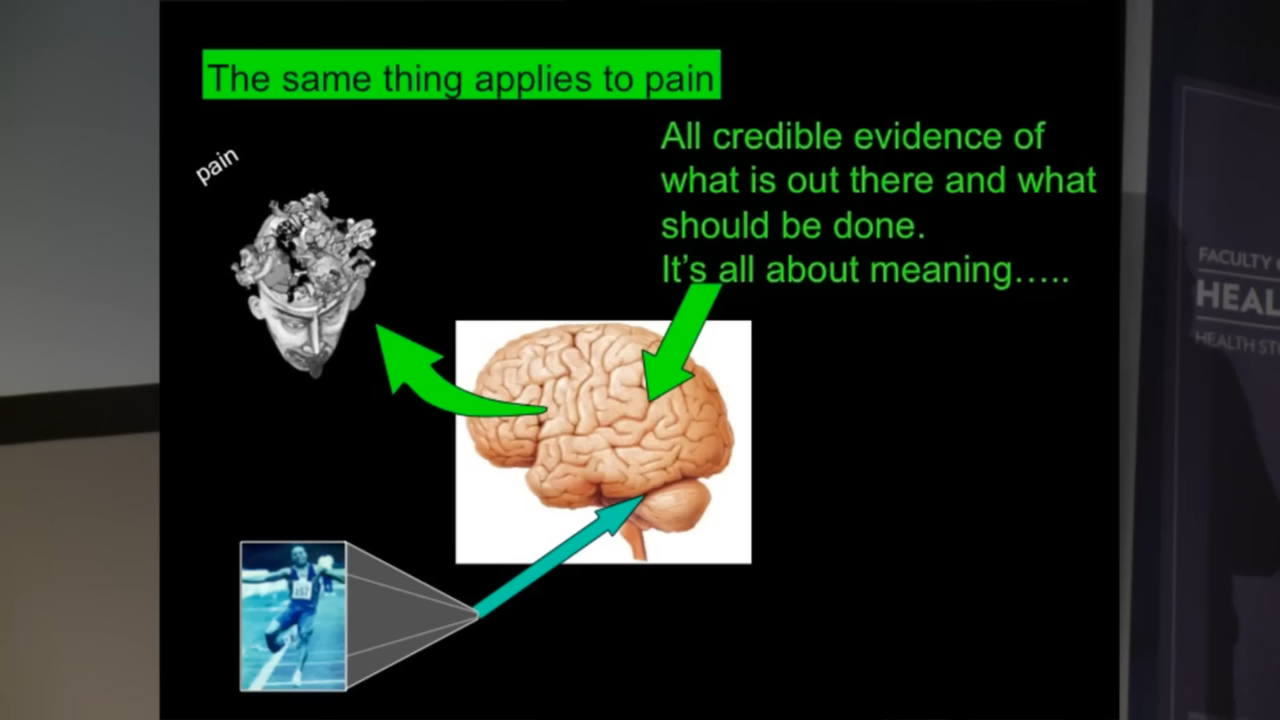 The same thing applies to pain
pain
All credible evidence of
what is out there and what
should be done.
It's all about meaning…..
FACULTY
HEAL
HEALTH